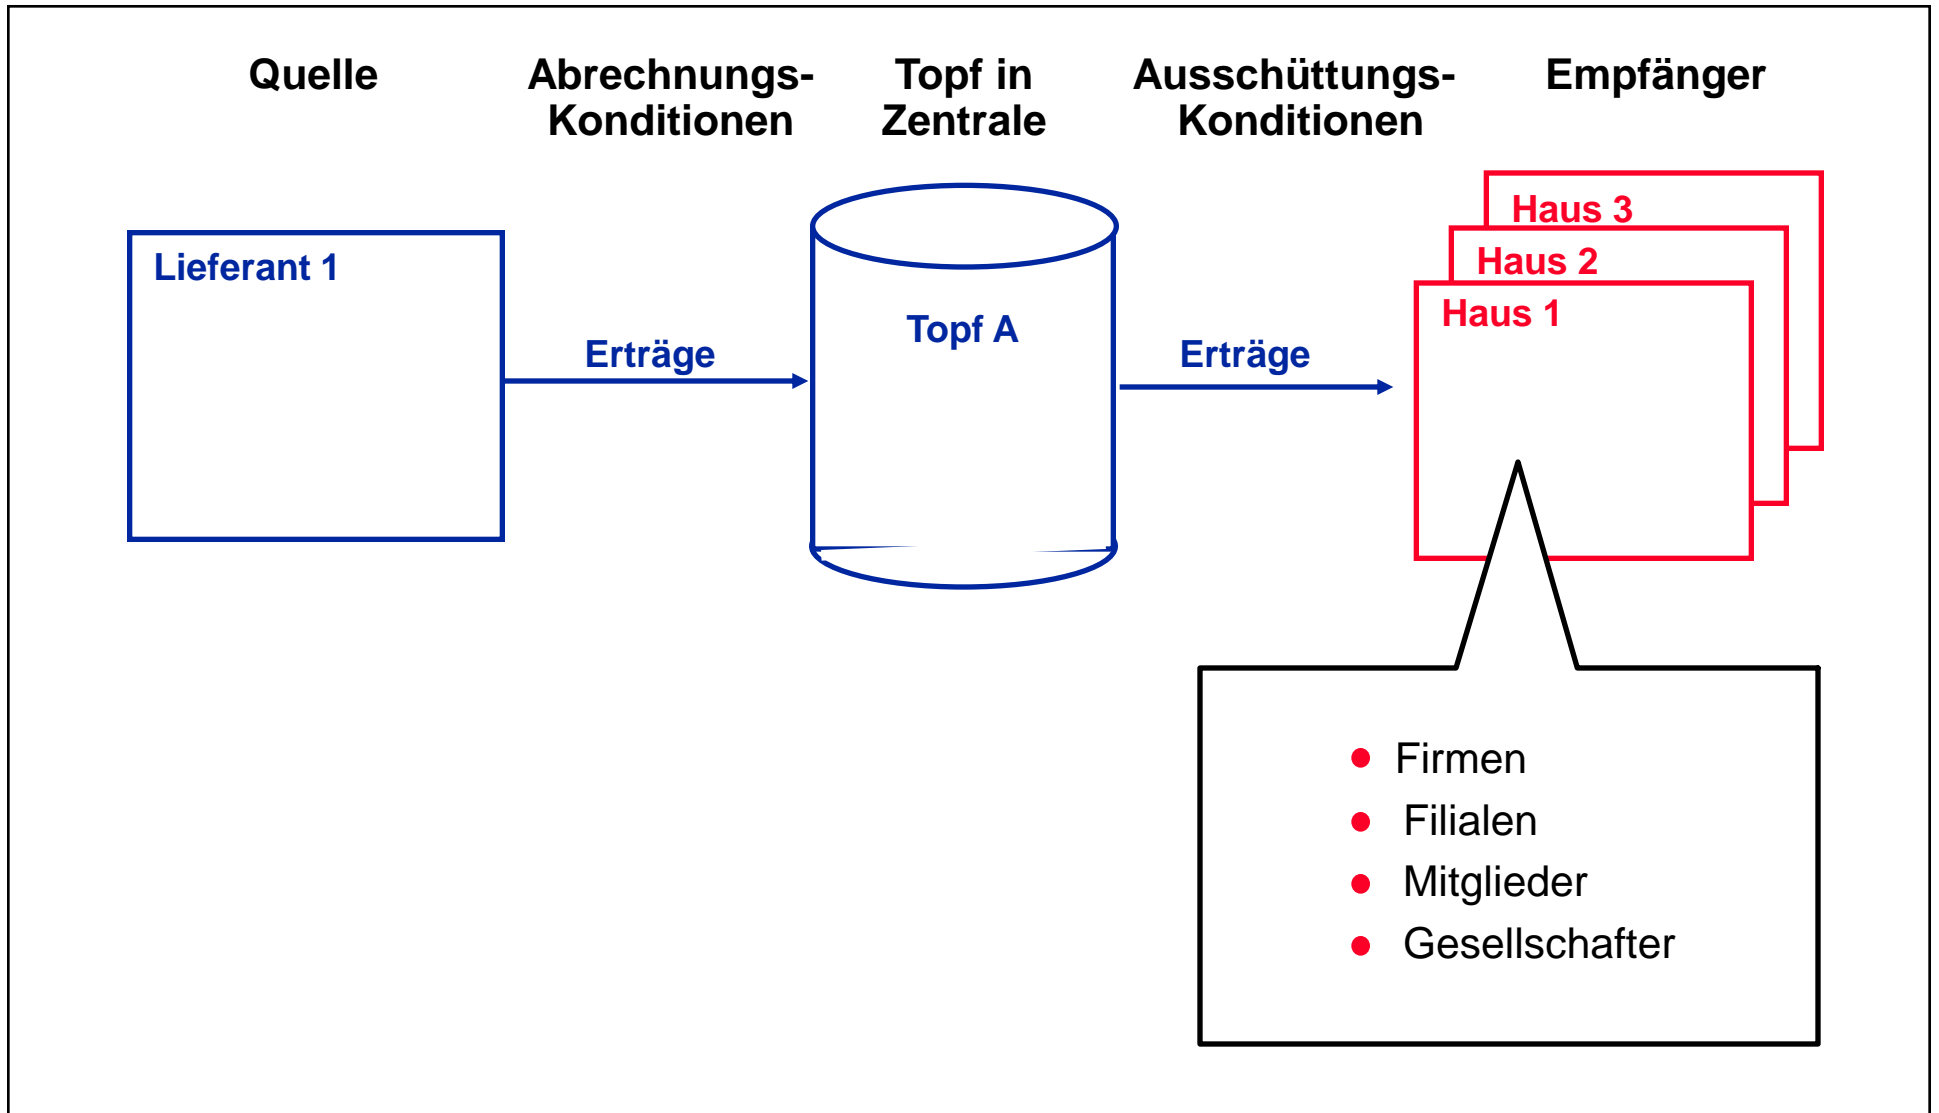 Quelle
Abrechnungs-
Konditionen
Topf in
Zentrale
Ausschüttungs-
Konditionen
Empfänger
Lieferant 1
Erträge
Topf A
Erträge
Haus 3
Haus 2
Haus 1
Firmen
Filialen
Mitglieder
Gesellschafter